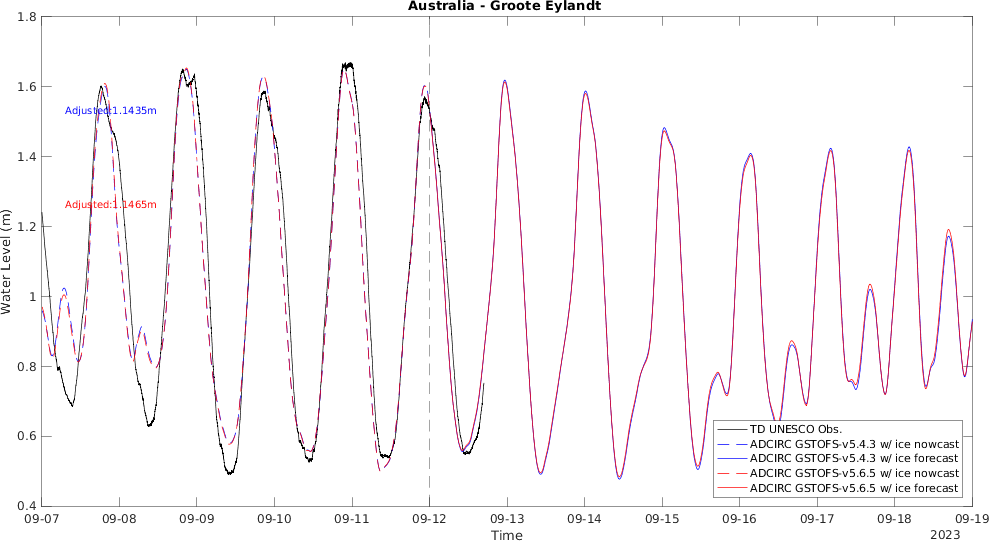 Australia - Groote Eylandt
1.8
1.6
1.4
1.2
1
0.8
0.6
0.4
Water Level (m)
Adjusted:1.1435m
Adjusted:1.1465m
TD UNESCO Obs.
ADCIRC GSTOFS-v5.4.3 w/ ice nowcast
ADCIRC GSTOFS-v5.4.3 w/ ice forecast
ADCIRC GSTOFS-v5.6.5 w/ ice nowcast
ADCIRC GSTOFS-v5.6.5 w/ ice forecast
09-07 09-08 09-09 09-10 09-11 09-12 09-13 09-14 09-15 09-16 09-17 09-18 09-19
Time
2023